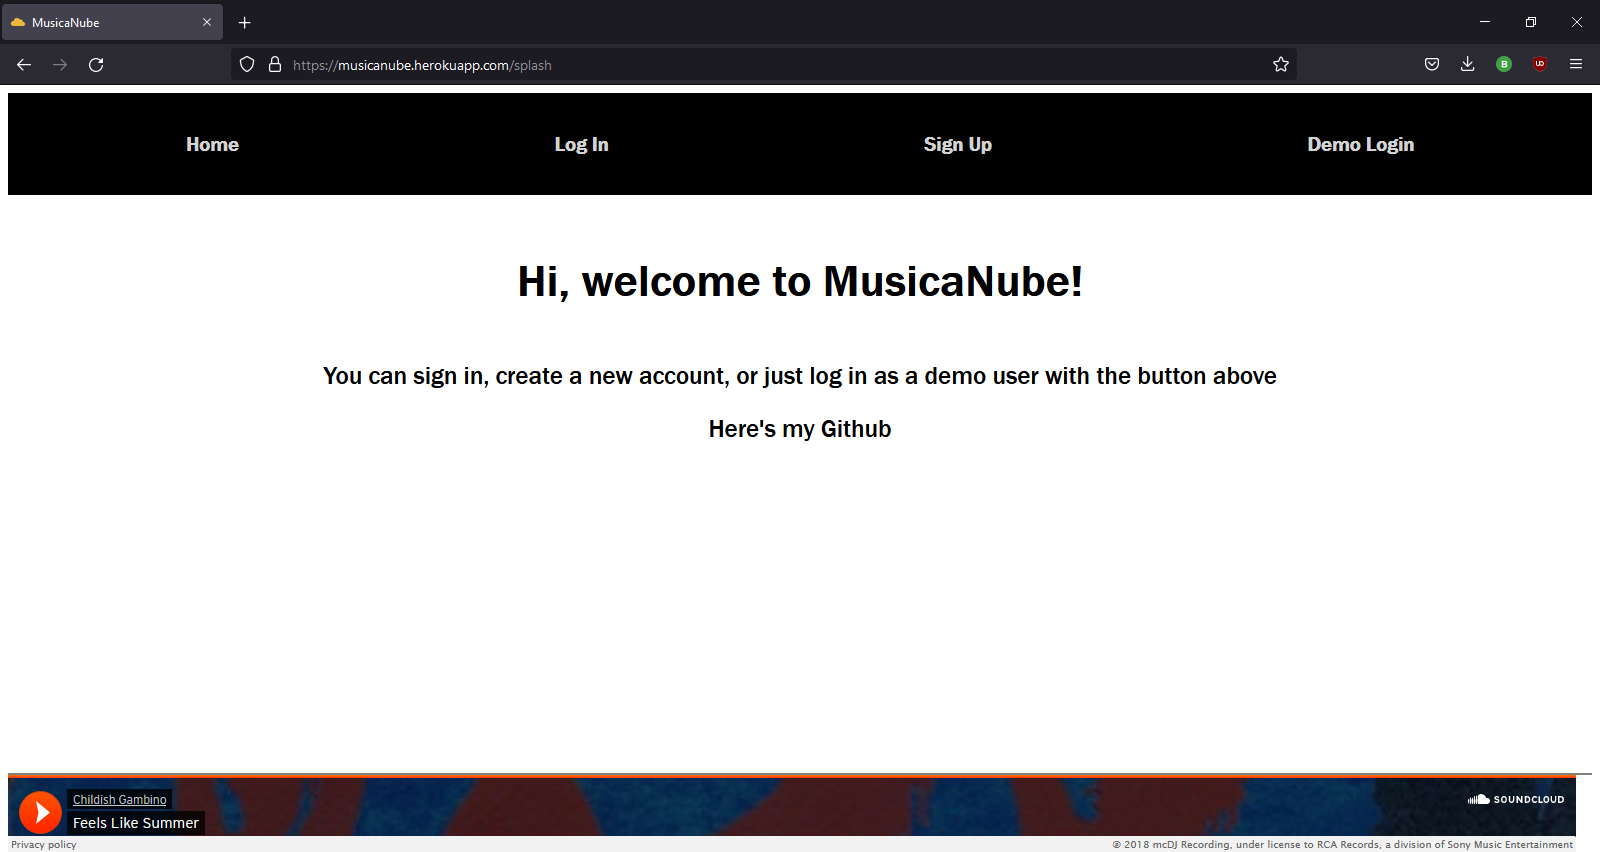 MusicaNube
https://musicanube.herokuapp.com/splash
Home Log In Sign Up Demo Login
Hi, welcome to MusicaNube!
You can sign in, create a new account, or just log in as a demo user with the button above
Here's my Github
Childish Gambino
SOUNDCLOUD
Feels Like Summer
Privacy policy
℗ 2018 mcDJ Recording, under license to RCA Records, a division of Sony Music Entertainment